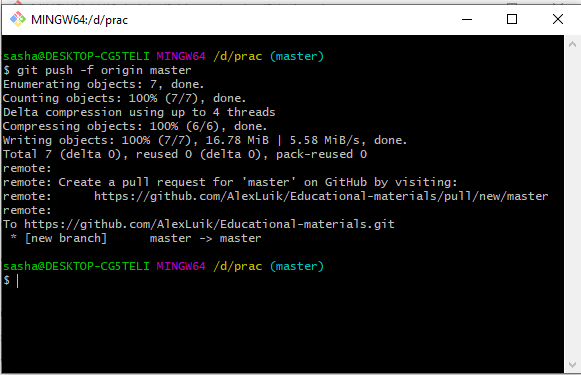 MINGW64:/d/prac
sasha@DESKTOP-CG5TELI MINGW64 /d/prac (master)
$ git push -f origin master
Enumerating objects: 7, done.
Counting objects: 100% (7/7), done.
Delta compression using up to 4 threads
Compressing objects: 100% (6/6), done.
Writing objects: 100% (7/7), 16.78 MiB | 5.58 MiB/s, done.
Total 7 (delta 0), reused 0 (delta 0), pack-reused 0
remote:
remote: Create a pull request for 'master' on GitHub by visiting:
remote:      https://github.com/AlexLuik/Educational-materials/pull/new/master
remote:
To https://github.com/AlexLuik/Educational-materials.git
 * [new branch]      master -> master
sasha@DESKTOP-CG5TELI MINGW64 /d/prac (master)
$